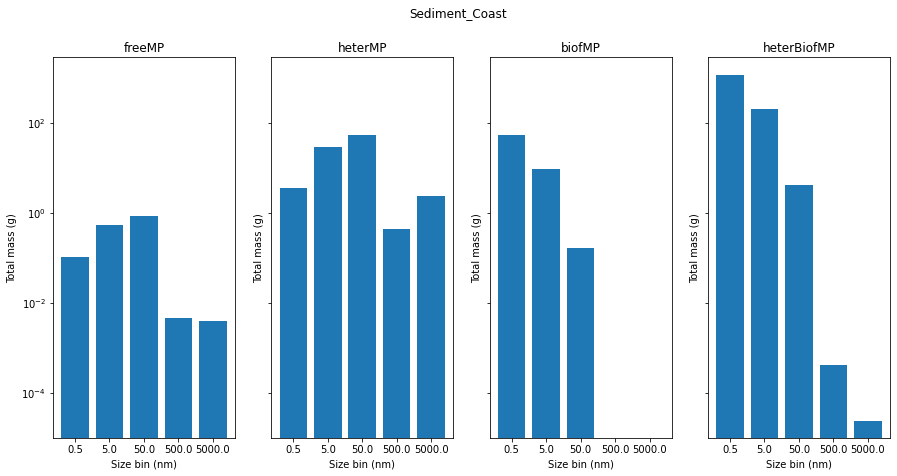 Sediment_Coast
freeMP
heterMP
biofMP
heterBiofMP
Total mass (g)
10²
10⁰
10⁻²
10⁻⁴
Total mass (g)
Total mass (g)
Total mass (g)
0.5 5.0 50.0 500.0 5000.0
0.5 5.0 50.0 500.0 5000.0
0.5 5.0 50.0 500.0 5000.0
0.5 5.0 50.0 500.0 5000.0
Size bin (nm)
Size bin (nm)
Size bin (nm)
Size bin (nm)